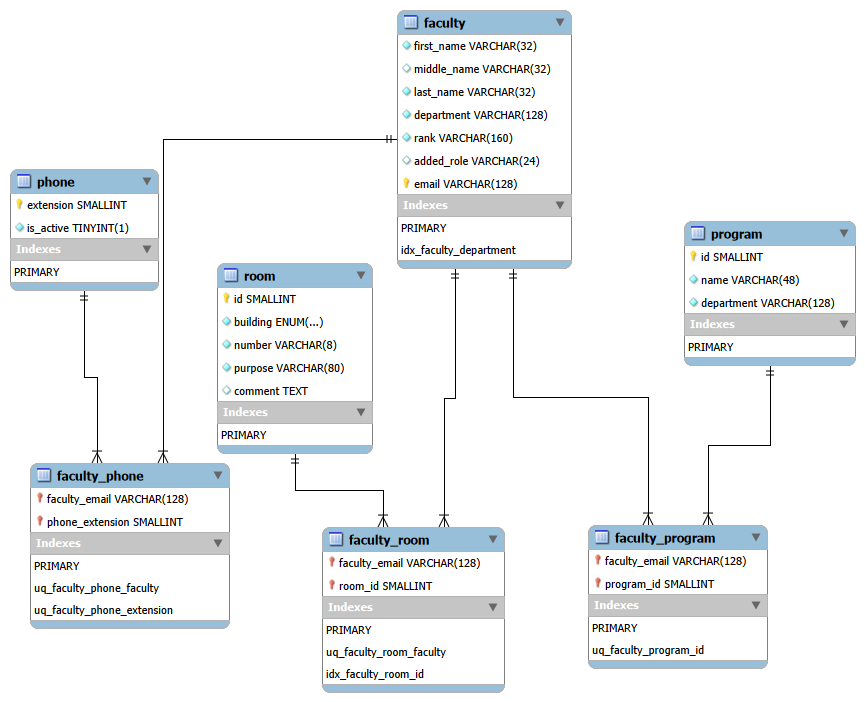 faculty
first_name VARCHAR(32)
middle_name VARCHAR(32)
last_name VARCHAR(32)
department VARCHAR(128)
rank VARCHAR(160)
added_role VARCHAR(24)
email VARCHAR(128)
Indexes
PRIMARY
idx_faculty_department
phone
extension SMALLINT
is_active TINYINT(1)
Indexes
PRIMARY
room
id SMALLINT
building ENUM(...)
number VARCHAR(8)
purpose VARCHAR(80)
comment TEXT
Indexes
PRIMARY
program
id SMALLINT
name VARCHAR(48)
department VARCHAR(128)
Indexes
PRIMARY
faculty_phone
faculty_email VARCHAR(128)
phone_extension SMALLINT
Indexes
PRIMARY
uq_faculty_phone_faculty
uq_faculty_phone_extension
faculty_room
faculty_email VARCHAR(128)
room_id SMALLINT
Indexes
PRIMARY
uq_faculty_room_faculty
idx_faculty_room_id
faculty_program
faculty_email VARCHAR(128)
program_id SMALLINT
Indexes
PRIMARY
uq_faculty_program_id